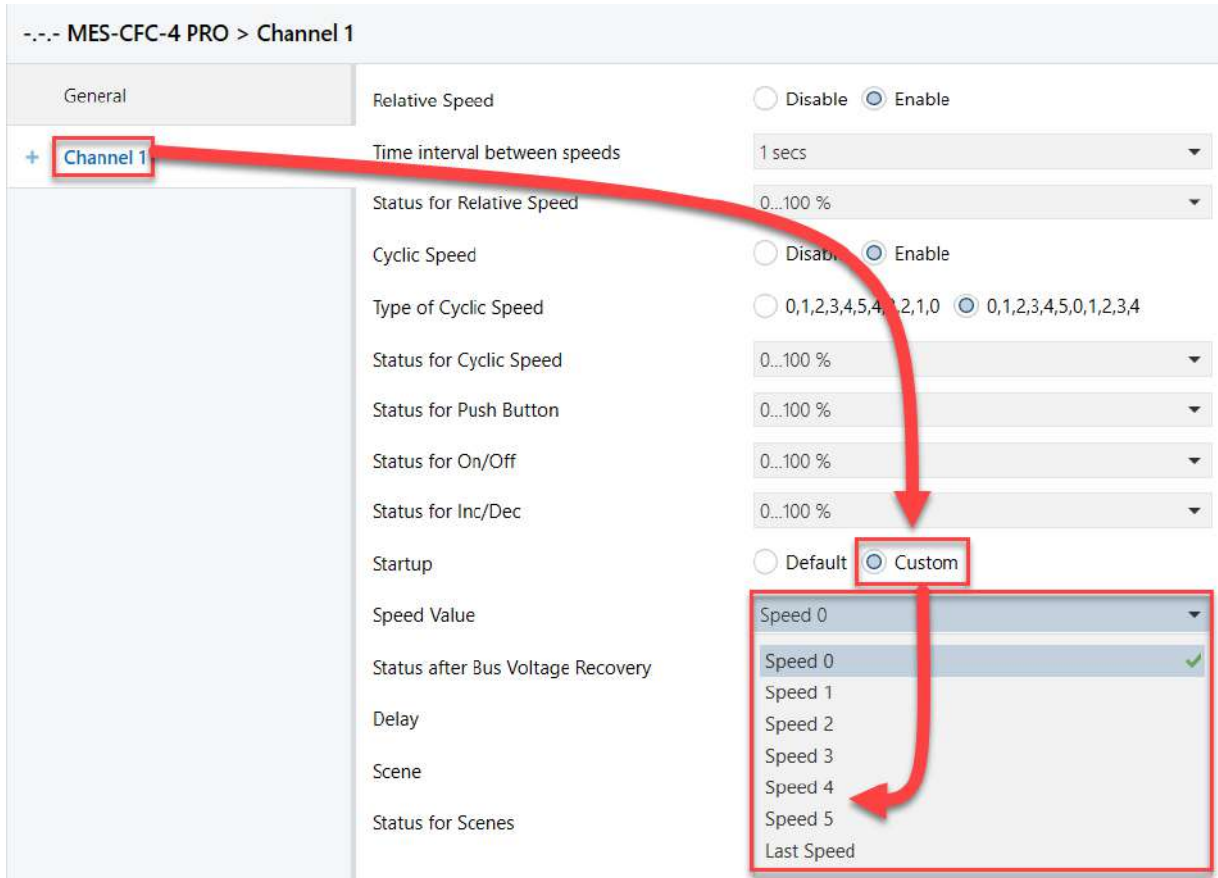 -.-.- MES-CFC-4 PRO > Channel 1
General
+ Channel 1
Relative Speed Disable Enable
Time interval between speeds 1 secs
Status for Relative Speed 0...100 %
Cyclic Speed Enable
Type of Cyclic Speed 0,1,2,3,4,5,0,1,2,3,4
Status for Cyclic Speed 0...100 %
Status for Push Button 0...100 %
Status for On/Off 0...100 %
Status for Inc/Dec 0...100 %
Startup Default Custom
Speed Value Speed 0
Status after Bus Voltage Recovery
Delay
Scene
Status for Scenes
Speed 0
Speed 1
Speed 2
Speed 3
Speed 4
Speed 5
Last Speed